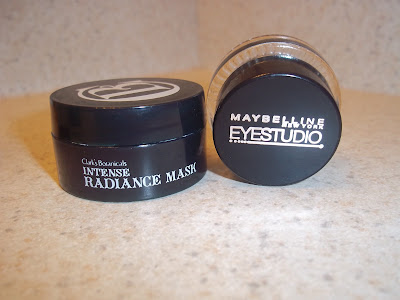 Clark's Botanicals
INTENSE
RADIANCE MASK
MAYBELLINE
NEW YORK
EYESTUDIO